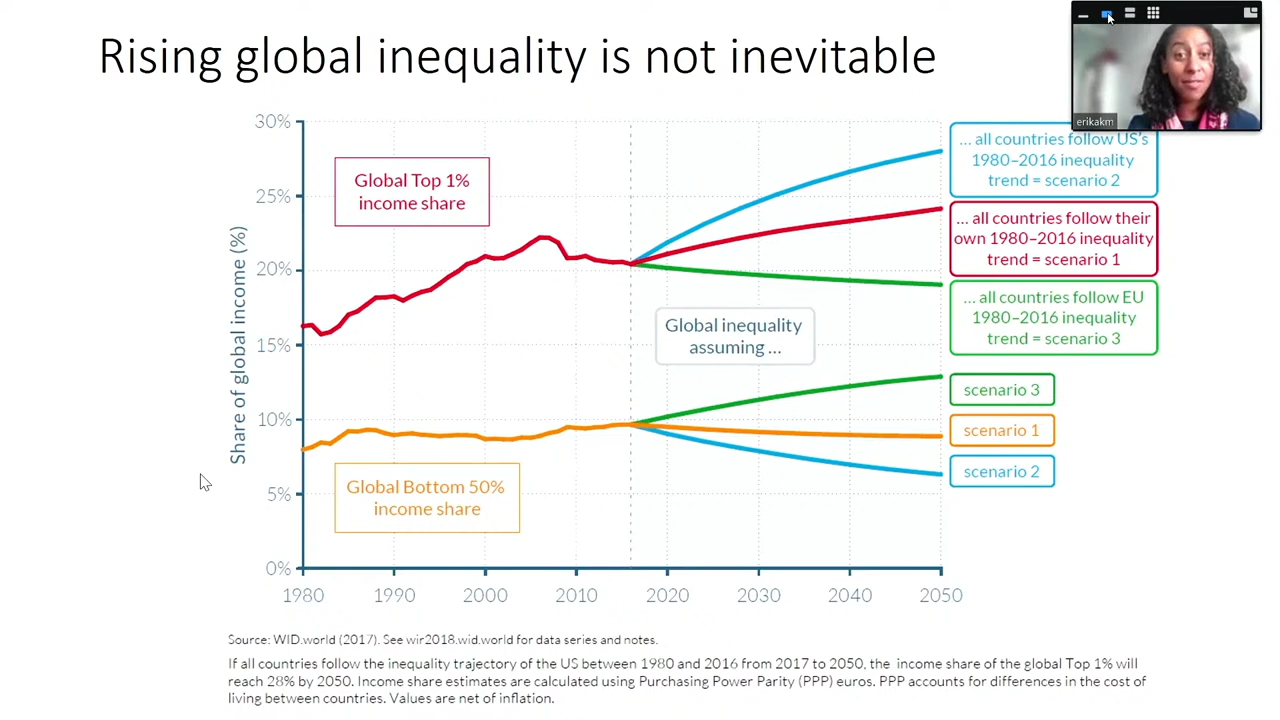 Rising global inequality is not inevitable
erikakm
30%
25%
20%
15%
10%
5%
0%
Share of global income (%)
Global Top 1%
income share
Global inequality
assuming ...
Global Bottom 50%
income share
... all countries follow US's
1980–2016 inequality
trend = scenario 2
... all countries follow their
own 1980–2016 inequality
trend = scenario 1
... all countries follow EU
1980–2016 inequality
trend = scenario 3
scenario 3
scenario 1
scenario 2
1980 1990 2000 2010 2020 2030 2040 2050
Source: WID.world (2017). See wir2018.wid.world for data series and notes.
If all countries follow the inequality trajectory of the US between 1980 and 2016 from 2017 to 2050, the income share of the global Top 1% will
reach 28% by 2050. Income share estimates are calculated using Purchasing Power Parity (PPP) euros. PPP accounts for differences in the cost of
living between countries. Values are net of inflation.